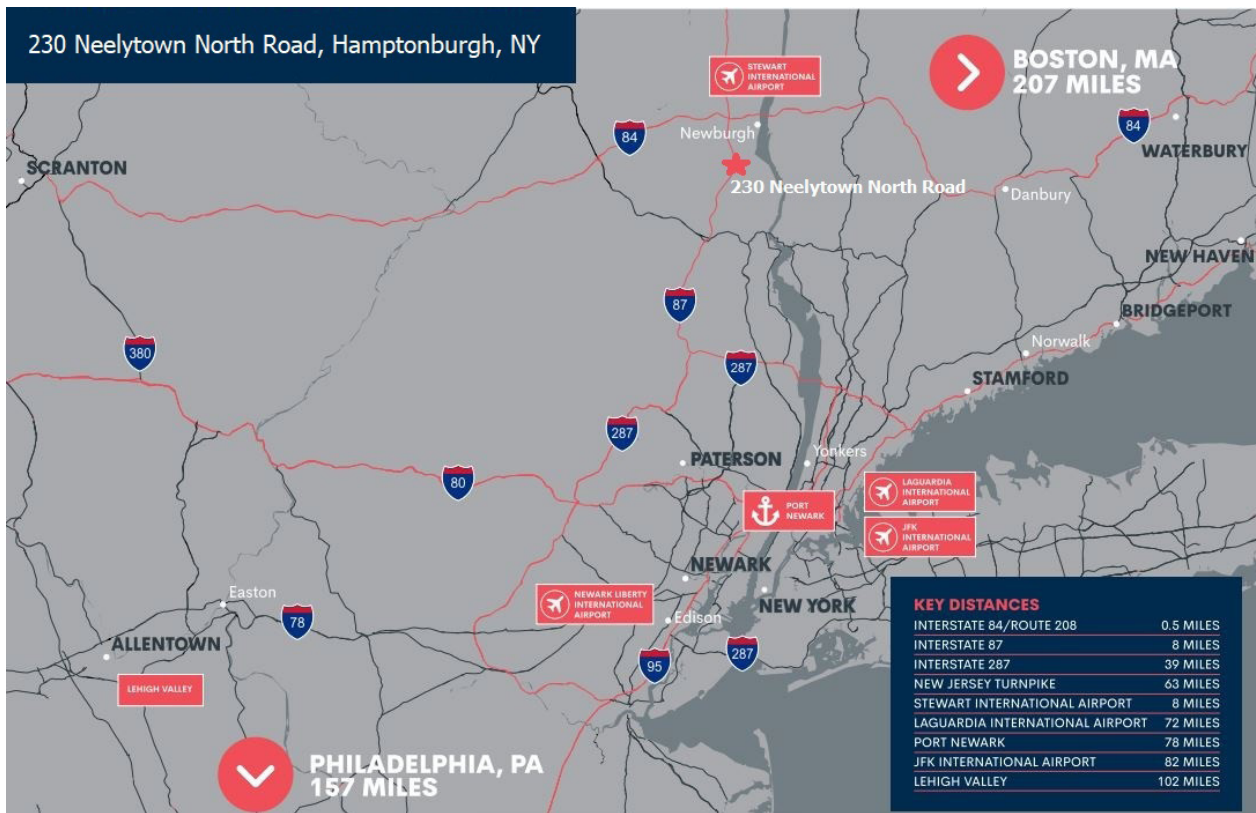 230 Neelytown North Road, Hamptonburgh, NY
STEWART
INTERNATIONAL
AIRPORT
BOSTON, MA
207 MILES
84
Newburgh
84
WATERBURY
SCRANTON
230 Neelytown North Road
Danbury
NEW HAVEN
87
BRIDGEPORT
380
Norwalk
287
STAMFORD
287
PATERSON
Yonkers
80
LAGUARDIA
INTERNATIONAL
AIRPORT
PORT
NEWARK
JFK
INTERNATIONAL
AIRPORT
NEWARK
NEWARK LIBERTY
INTERNATIONAL
AIRPORT
NEW YORK
Easton
Edison
78
ALLENTOWN
287
95
LEHIGH VALLEY
PHILADELPHIA, PA
157 MILES
KEY DISTANCES
INTERSTATE 84/ROUTE 208 0.5 MILES
INTERSTATE 87 8 MILES
INTERSTATE 287 39 MILES
NEW JERSEY TURNPIKE 63 MILES
STEWART INTERNATIONAL AIRPORT 8 MILES
LAGUARDIA INTERNATIONAL AIRPORT 72 MILES
PORT NEWARK 78 MILES
JFK INTERNATIONAL AIRPORT 82 MILES
LEHIGH VALLEY 102 MILES